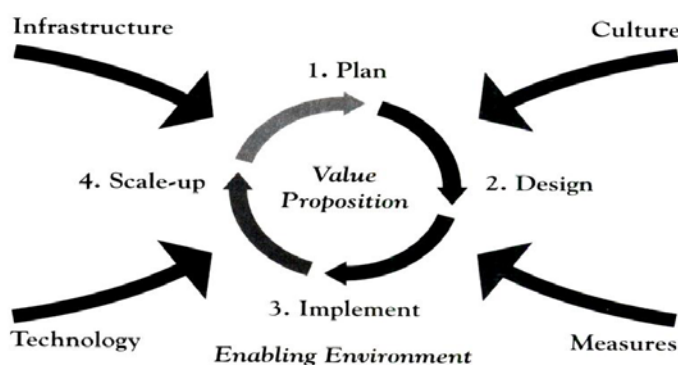 Infrastructure
Culture
1. Plan
4. Scale-up
Value
Proposition
2. Design
3. Implement
Technology
Enabling Environment
Measures